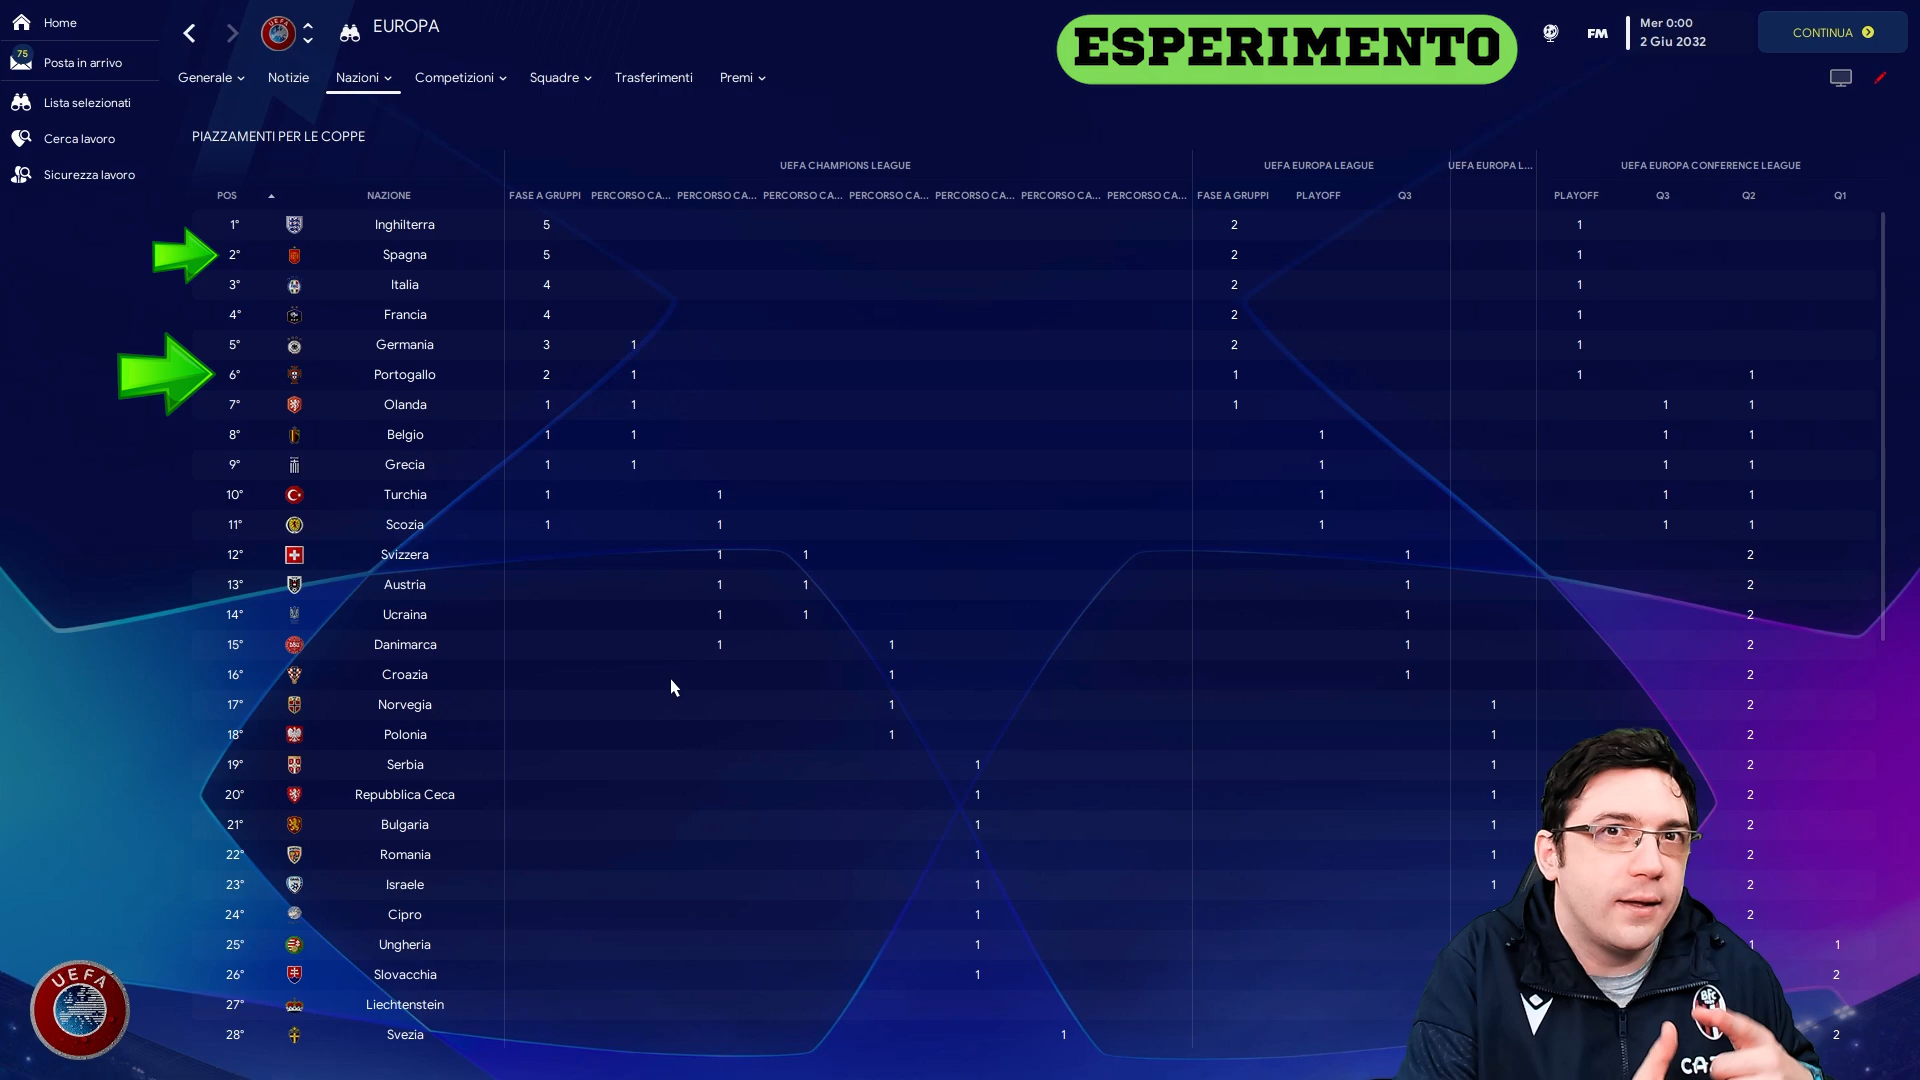 Home
75
Posta in arrivo
Lista selezionati
Cerca lavoro
Sicurezza lavoro
EUROPA
ESPERIMENTO
FM
Mer 0:00
2 Giu 2032
CONTINUA
Generale
Notizie
Nazioni
Competizioni
Squadre
Trasferimenti
Premi
PIAZZAMENTI PER LE COPPE
UEFA CHAMPIONS LEAGUE UEFA EUROPA LEAGUE UEFA EUROPA L... UEFA EUROPA CONFERENCE LEAGUE
POS NAZIONE FASE A GRUPPI PERCORSO CA... PERCORSO CA... PERCORSO CA... PERCORSO CA... PERCORSO CA... PERCORSO CA... PERCORSO CA... FASE A GRUPPI PLAYOFF Q3 PLAYOFF Q3 Q2 Q1
1° Inghilterra 5 2 1
2° Spagna 5 2 1
3° Italia 4 2 1
4° Francia 4 2 1
5° Germania 3 1 2 1
6° Portogallo 2 1 1 1 1
7° Olanda 1 1 1 1 1
8° Belgio 1 1 1 1 1
9° Grecia 1 1 1 1 1
10° Turchia 1 1 1 1 1
11° Scozia 1 1 1 1 1
12° Svizzera 1 1 1 2
13° Austria 1 1 1 2
14° Ucraina 1 1 1 2
15° Danimarca 1 1 1 2
16° Croazia 1 1 2
17° Norvegia 1 1 2
18° Polonia 1 1 2
19° Serbia 1 1 2
20° Repubblica Ceca 1 1 2
21° Bulgaria 1 1 2
22° Romania 1 1 2
23° Israele 1 1 2
24° Cipro 1 2
25° Ungheria 1 1 1
26° Slovacchia 1 2
27° Liechtenstein
28° Svezia 1 2
UEFA
BFC